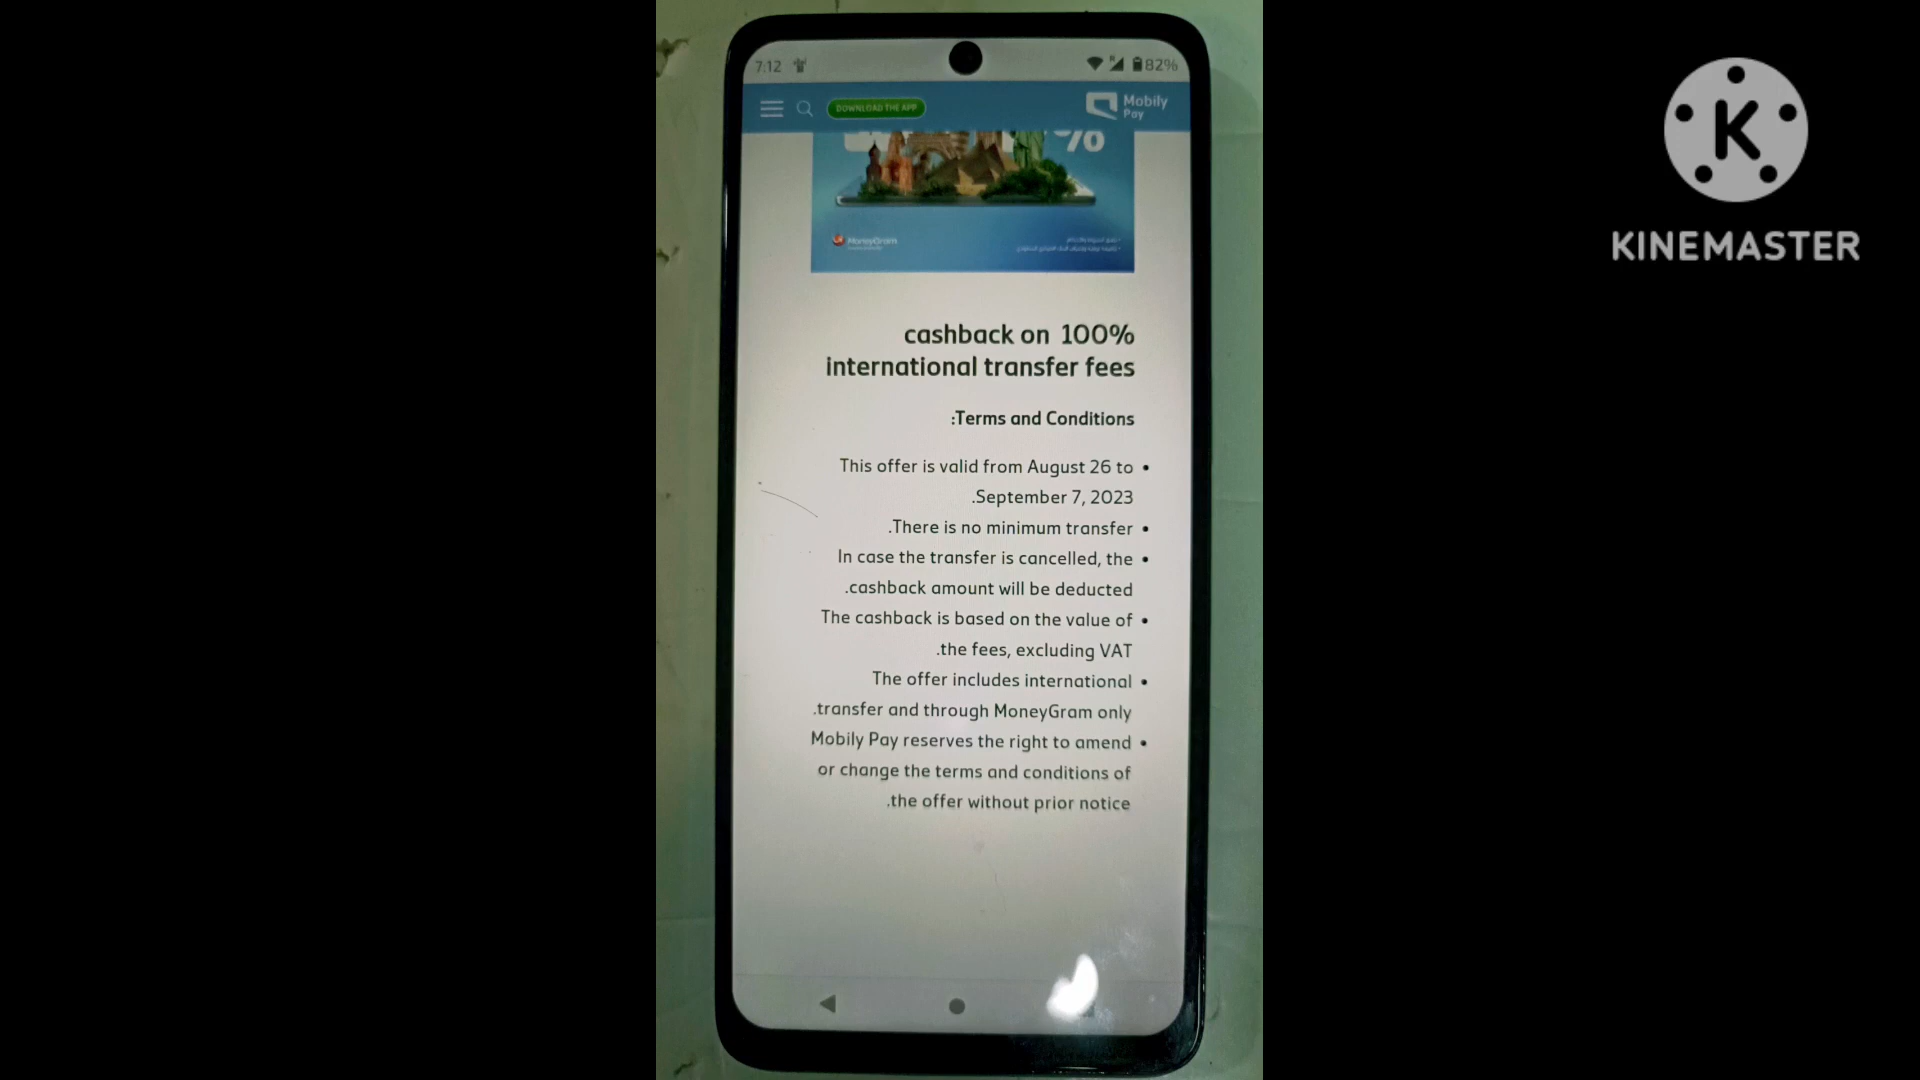 7:12
82%
DOWNLOAD THE APP
Mobily
Pay
%
MoneyGram
cashback on 100%
international transfer fees
:Terms and Conditions
This offer is valid from August 26 to •
.September 7, 2023
.There is no minimum transfer •
In case the transfer is cancelled, the •
.cashback amount will be deducted
The cashback is based on the value of •
.the fees, excluding VAT
The offer includes international •
.transfer and through MoneyGram only
Mobily Pay reserves the right to amend •
or change the terms and conditions of
.the offer without prior notice
K
KINEMASTER